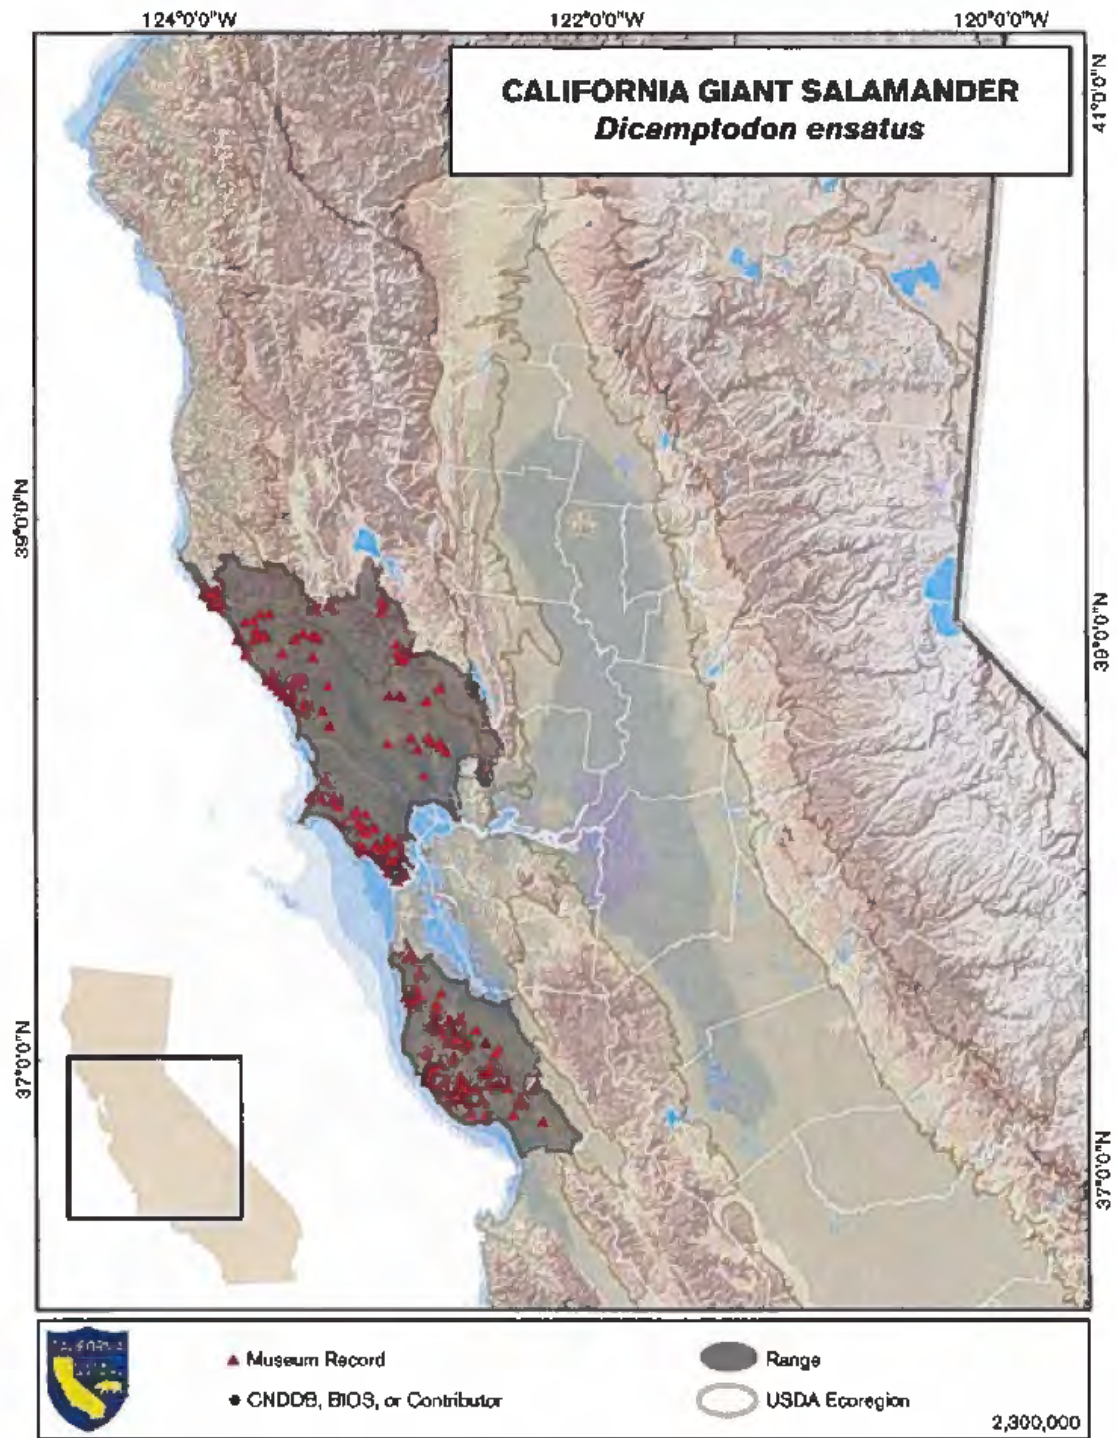 124°0'0"W 122°0'0"W 120°0'0"W
CALIFORNIA GIANT SALAMANDER
Dicamptodon ensatus
41°0'0"N
39°0'0"N
39°0'0"N
37°0'0"N
37°0'0"N
CALIFORNIA
Museum Record
Range
CNDDB, BIOS, or Contributor
USDA Ecoregion
2,300,000